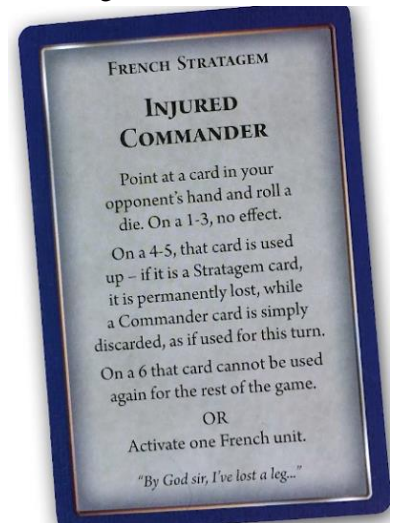 FRENCH STRATAGEM
INJURED
COMMANDER
Point at a card in your
opponent's hand and roll a
die. On a 1-3, no effect.
On a 4-5, that card is used
up – if it is a Stratagem card,
it is permanently lost, while
a Commander card is simply
discarded, as if used for this turn.
On a 6 that card cannot be used
again for the rest of the game.
OR
Activate one French unit.
"By God sir, I've lost a leg..."